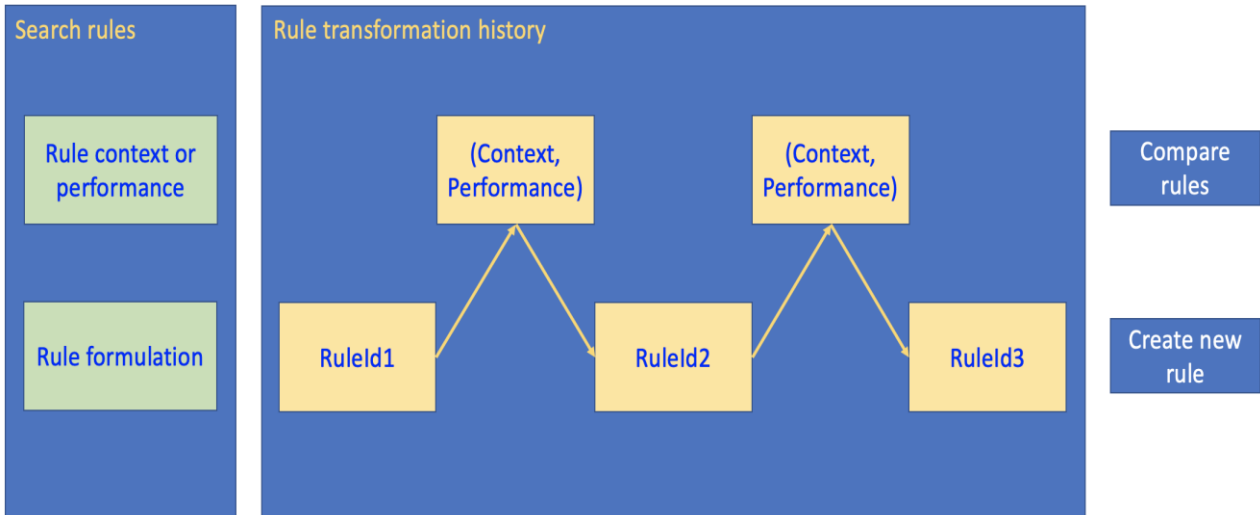 Search rules
Rule context or
performance
Rule formulation
Rule transformation history
(Context,
Performance)
(Context,
Performance)
RuleId1
RuleId2
RuleId3
Compare
rules
Create new
rule